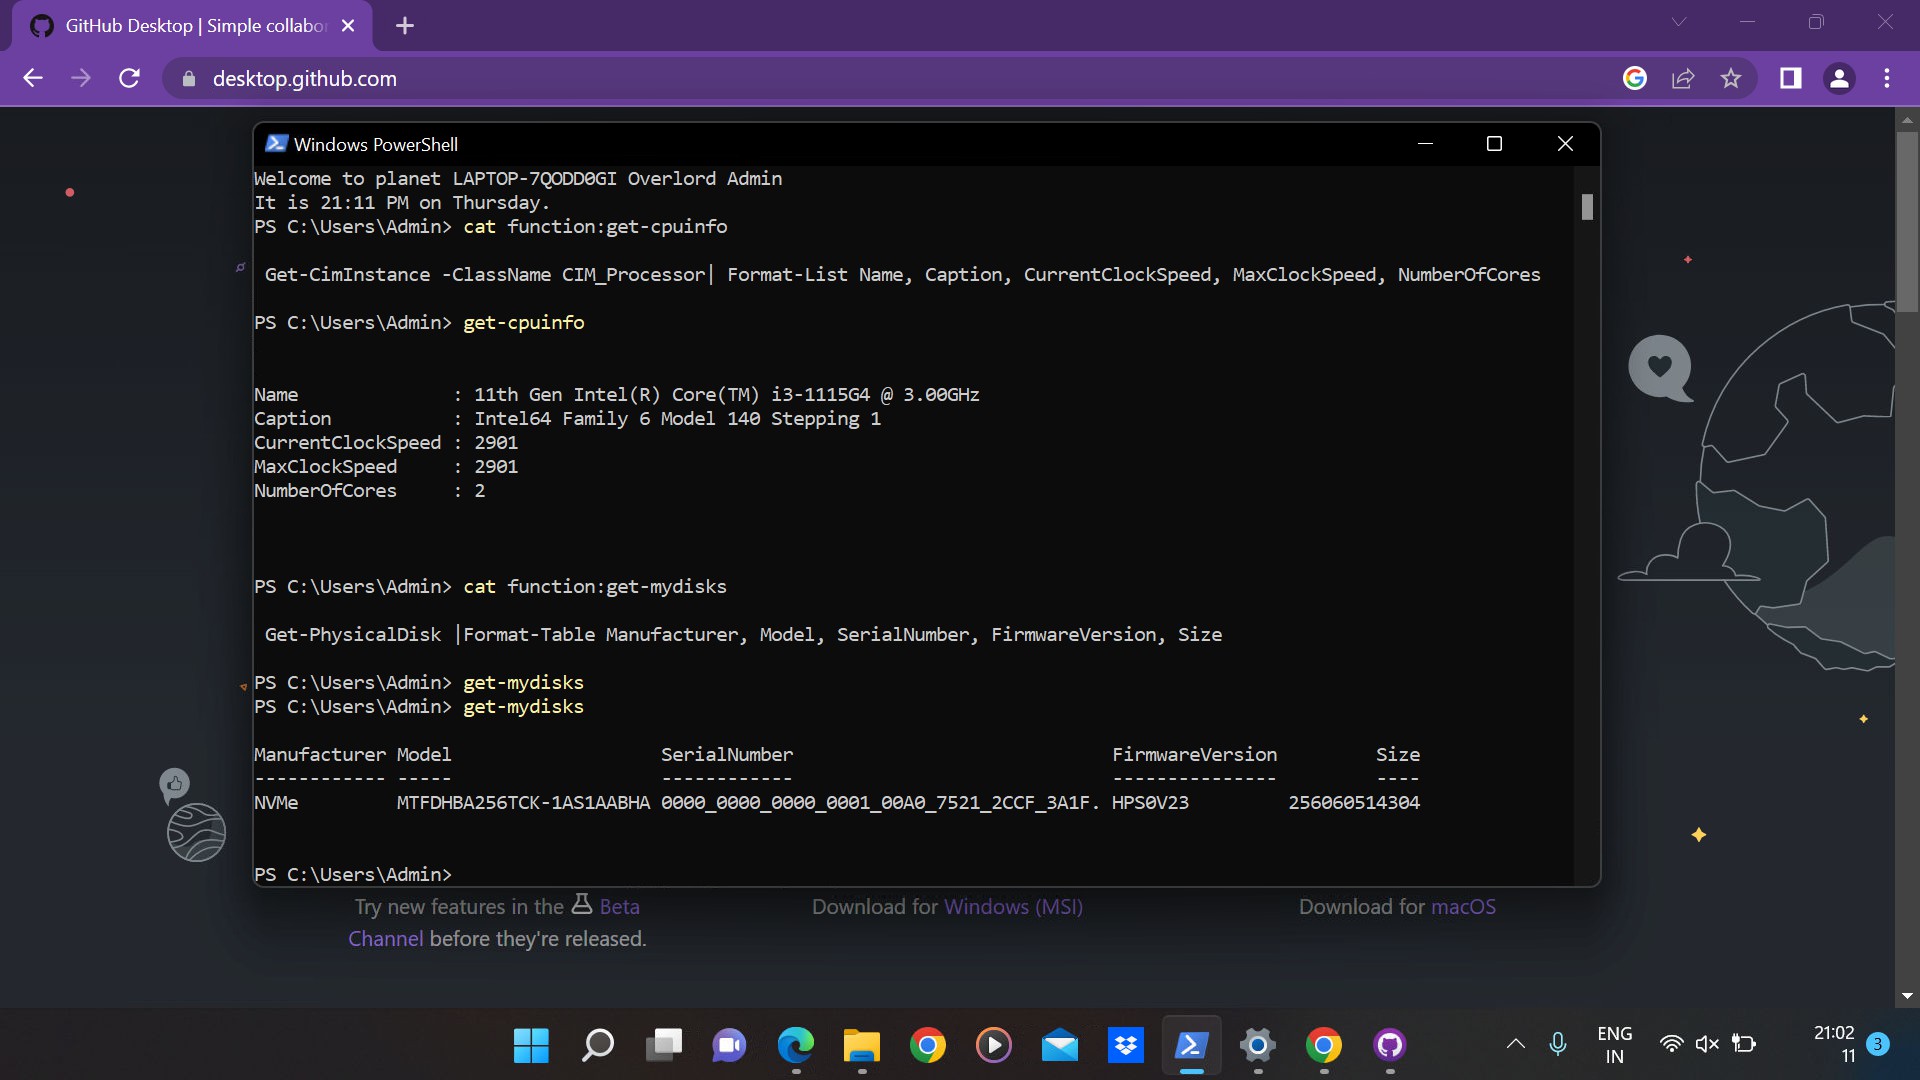 GitHub Desktop | Simple collabo
desktop.github.com
Windows PowerShell
Welcome to planet LAPTOP-7QODD0GI Overlord Admin
It is 21:11 PM on Thursday.
PS C:\Users\Admin> cat function:get-cpuinfo
Get-CimInstance -ClassName CIM_Processor| Format-List Name, Caption, CurrentClockSpeed, MaxClockSpeed, NumberOfCores
PS C:\Users\Admin> get-cpuinfo
Name : 11th Gen Intel(R) Core(TM) i3-1115G4 @ 3.00GHz
Caption : Intel64 Family 6 Model 140 Stepping 1
CurrentClockSpeed : 2901
MaxClockSpeed : 2901
NumberOfCores : 2
PS C:\Users\Admin> cat function:get-mydisks
Get-PhysicalDisk |Format-Table Manufacturer, Model, SerialNumber, FirmwareVersion, Size
PS C:\Users\Admin> get-mydisks
PS C:\Users\Admin> get-mydisks
Manufacturer Model SerialNumber FirmwareVersion Size
------------ ----- ------------ --------------- ----
NVMe MTFDHBA256TCK-1AS1AABHA 0000_0000_0000_0001_00A0_7521_2CCF_3A1F. HPS0V23 256060514304
PS C:\Users\Admin>
Try new features in the Beta
Channel before they're released.
Download for Windows (MSI)
Download for macOS
ENG
IN
21:02
11
3